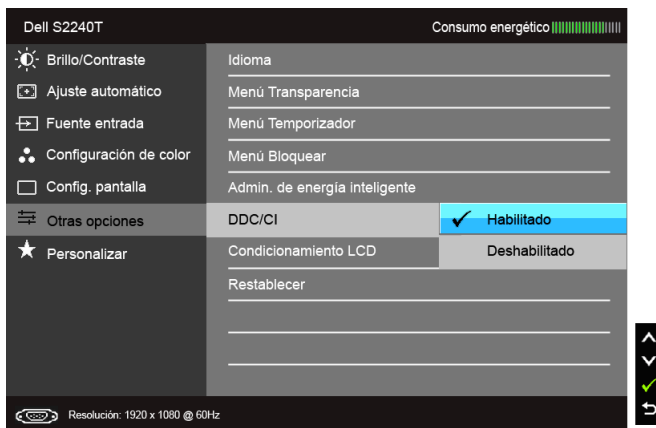 Dell S2240T
Consumo energético
Brillo/Contraste
Idioma
Ajuste automático
Menú Transparencia
Fuente entrada
Menú Temporizador
Configuración de color
Menú Bloquear
Config. pantalla
Admin. de energía inteligente
Otras opciones
DDC/CI
Habilitado
Personalizar
Condicionamiento LCD
Deshabilitado
Restablecer
Resolución: 1920 x 1080 @ 60Hz